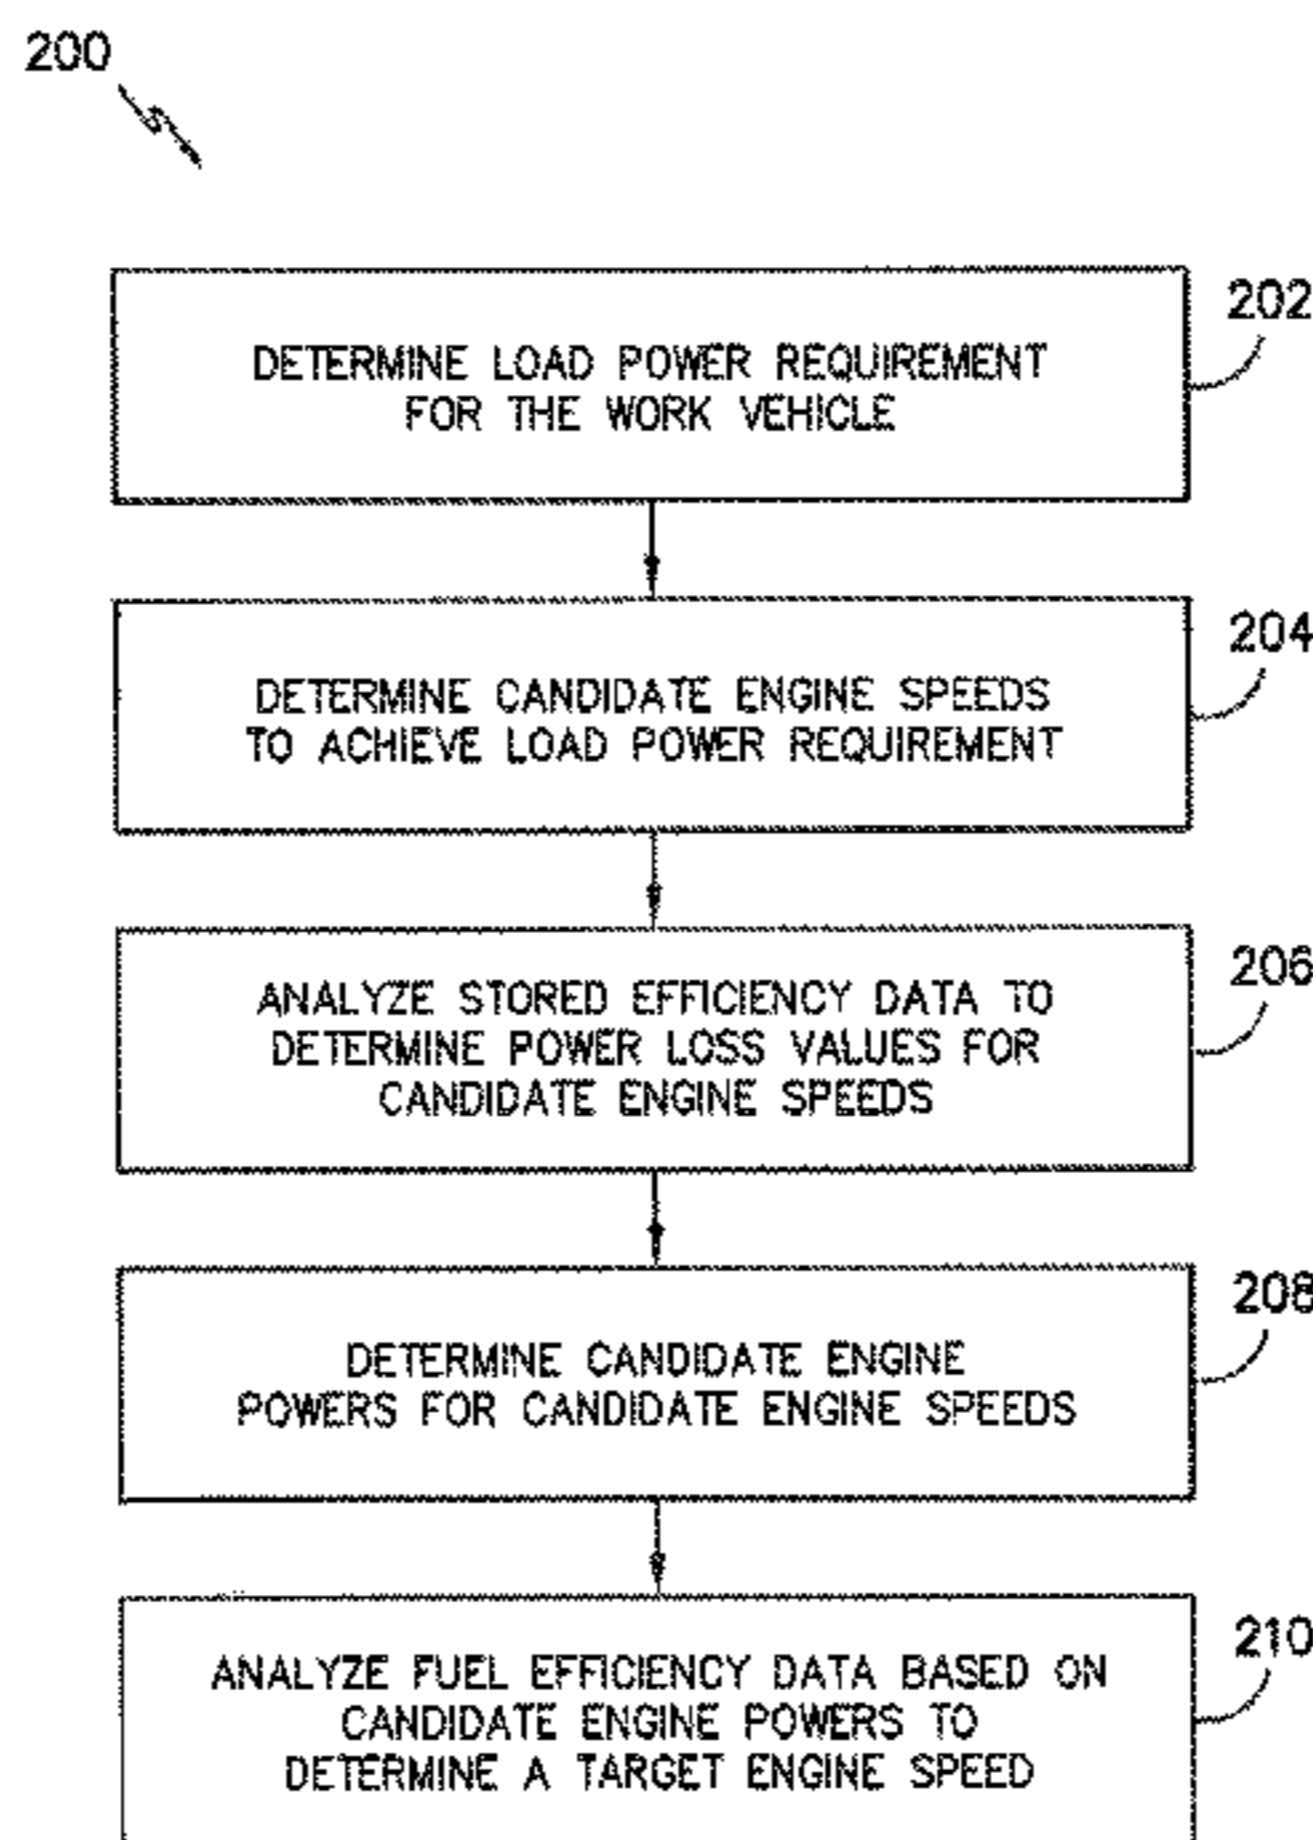 200
202
DETERMINE LOAD POWER REQUIREMENT
FOR THE WORK VEHICLE
204
DETERMINE CANDIDATE ENGINE SPEEDS
TO ACHIEVE LOAD POWER REQUIREMENT
206
ANALYZE STORED EFFICIENCY DATA TO
DETERMINE POWER LOSS VALUES FOR
CANDIDATE ENGINE SPEEDS
208
DETERMINE CANDIDATE ENGINE
POWERS FOR CANDIDATE ENGINE SPEEDS
210
ANALYZE FUEL EFFICIENCY DATA BASED ON
CANDIDATE ENGINE POWERS TO
DETERMINE A TARGET ENGINE SPEED